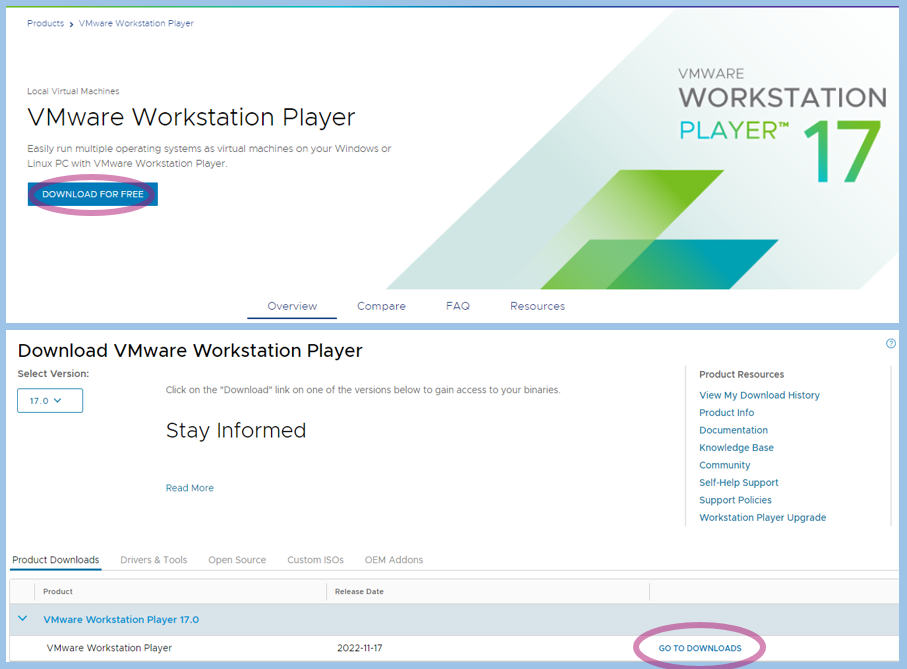 Products > VMware Workstation Player
Local Virtual Machines
VMware Workstation Player
Easily run multiple operating systems as virtual machines on your Windows or
Linux PC with VMware Workstation Player.
DOWNLOAD FOR FREE
VMWARE
WORKSTATION
PLAYER™ 17
Overview Compare FAQ Resources
Download VMware Workstation Player
Select Version:
17.0
Click on the "Download" link on one of the versions below to gain access to your binaries.
Stay Informed
Read More
Product Resources
View My Download History
Product Info
Documentation
Knowledge Base
Community
Self-Help Support
Support Policies
Workstation Player Upgrade
Product Downloads Drivers & Tools Open Source Custom ISOs OEM Addons
Product Release Date
VMware Workstation Player 17.0
VMware Workstation Player 2022-11-17 GO TO DOWNLOADS